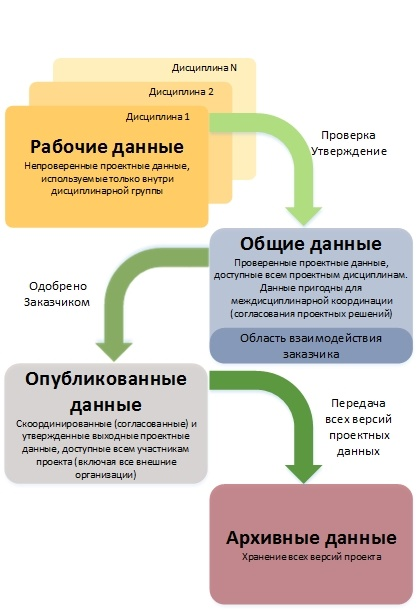 Дисциплина N
Дисциплина 2
Дисциплина 1
Рабочие данные
Непроверенные проектные данные,
используемые только внутри
дисциплинарной группы
Проверка
Утверждение
Общие данные
Проверенные проектные данные,
доступные всем проектным дисциплинам.
Данные пригодны для
междисциплинарной координации
(согласования проектных решений)
Область взаимодействия
заказчика
Одобрено
Заказчиком
Опубликованные
данные
Скоординированные (согласованные) и
утвержденные выходные проектные
данные, доступные всем участникам
проекта (включая все внешние
организации)
Передача
всех версий
проектных
данных
Архивные данные
Хранение всех версий проекта